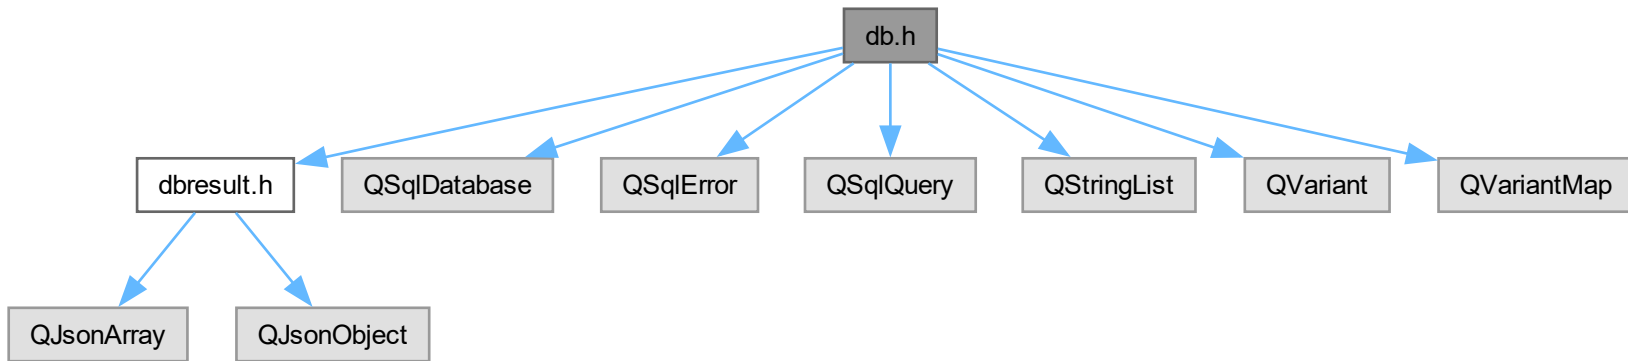 db.h
dbresult.h
QSqlDatabase
QSqlError
QSqlQuery
QStringList
QVariant
QVariantMap
QJsonArray
QJsonObject